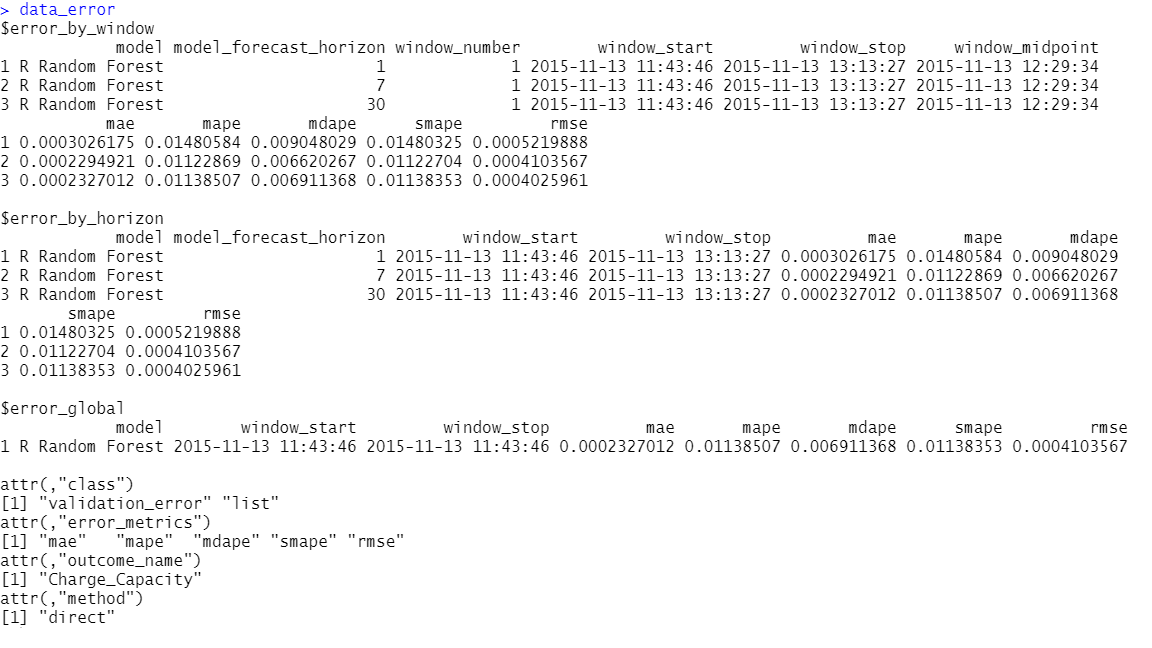 > data_error
$error_by_window
            model model_forecast_horizon window_number        window_start         window_stop     window_midpoint
1 R Random Forest                      1             1 2015-11-13 11:43:46 2015-11-13 13:13:27 2015-11-13 12:29:34
2 R Random Forest                      7             1 2015-11-13 11:43:46 2015-11-13 13:13:27 2015-11-13 12:29:34
3 R Random Forest                     30             1 2015-11-13 11:43:46 2015-11-13 13:13:27 2015-11-13 12:29:34
           mae       mape       mdape      smape         rmse
1 0.0003026175 0.01480584 0.009048029 0.01480325 0.0005219888
2 0.0002294921 0.01122869 0.006620267 0.01122704 0.0004103567
3 0.0002327012 0.01138507 0.006911368 0.01138353 0.0004025961

$error_by_horizon
            model model_forecast_horizon        window_start         window_stop          mae       mape       mdape
1 R Random Forest                      1 2015-11-13 11:43:46 2015-11-13 13:13:27 0.0003026175 0.01480584 0.009048029
2 R Random Forest                      7 2015-11-13 11:43:46 2015-11-13 13:13:27 0.0002294921 0.01122869 0.006620267
3 R Random Forest                     30 2015-11-13 11:43:46 2015-11-13 13:13:27 0.0002327012 0.01138507 0.006911368
       smape         rmse
1 0.01480325 0.0005219888
2 0.01122704 0.0004103567
3 0.01138353 0.0004025961

$error_global
            model        window_start         window_stop          mae       mape       mdape      smape         rmse
1 R Random Forest 2015-11-13 11:43:46 2015-11-13 11:43:46 0.0002327012 0.01138507 0.006911368 0.01138353 0.0004103567

attr(,"class")
[1] "validation_error" "list"
attr(,"error_metrics")
[1] "mae"   "mape"  "mdape" "smape" "rmse"
attr(,"outcome_name")
[1] "Charge_Capacity"
attr(,"method")
[1] "direct"